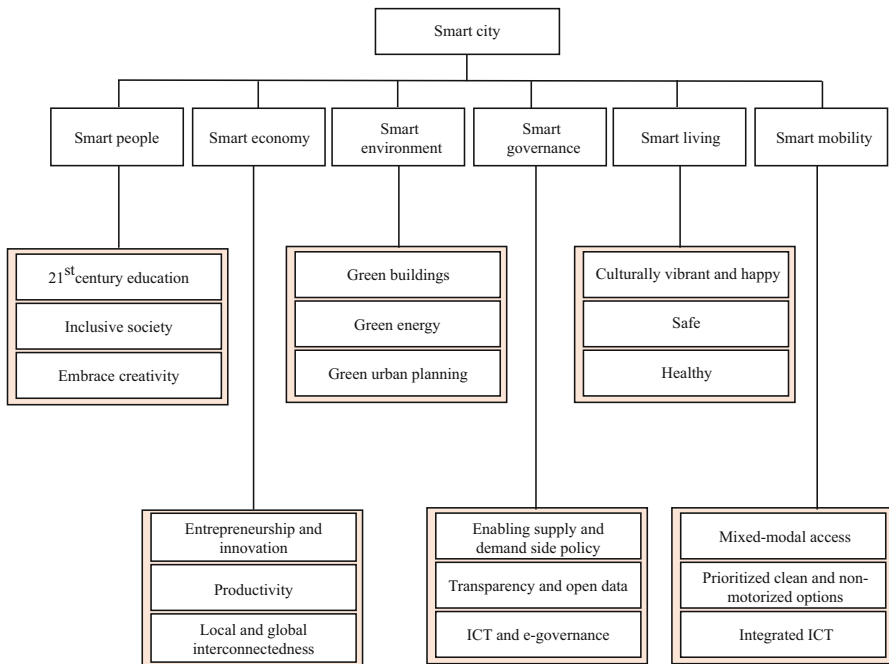 Smart city
Smart people
Smart economy
Smart
environment
Smart
governance
Smart living
Smart mobility
21st century education
Inclusive society
Embrace creativity
Green buildings
Green energy
Green urban planning
Culturally vibrant and happy
Safe
Healthy
Entrepreneurship and
innovation
Productivity
Local and global
interconnectedness
Enabling supply and
demand side policy
Transparency and open data
ICT and e-governance
Mixed-modal access
Prioritized clean and non-
motorized options
Integrated ICT